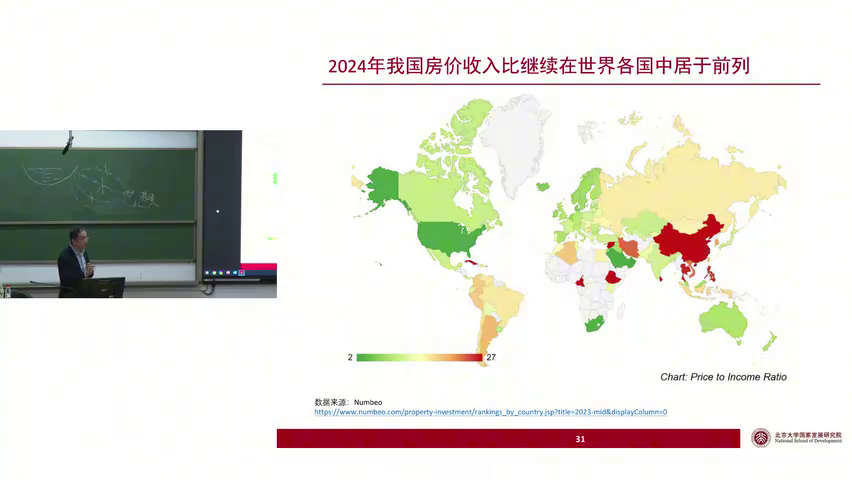 2024年我国房价收入比继续在世界各国中居于前列
2
27
Chart: Price to Income Ratio
数据来源: Numbeo
https://www.numbeo.com/property-investment/rankings_by_country.jsp?title=2023-mid&displayColumn=0
31
北京大学国家发展研究院
National School of Development